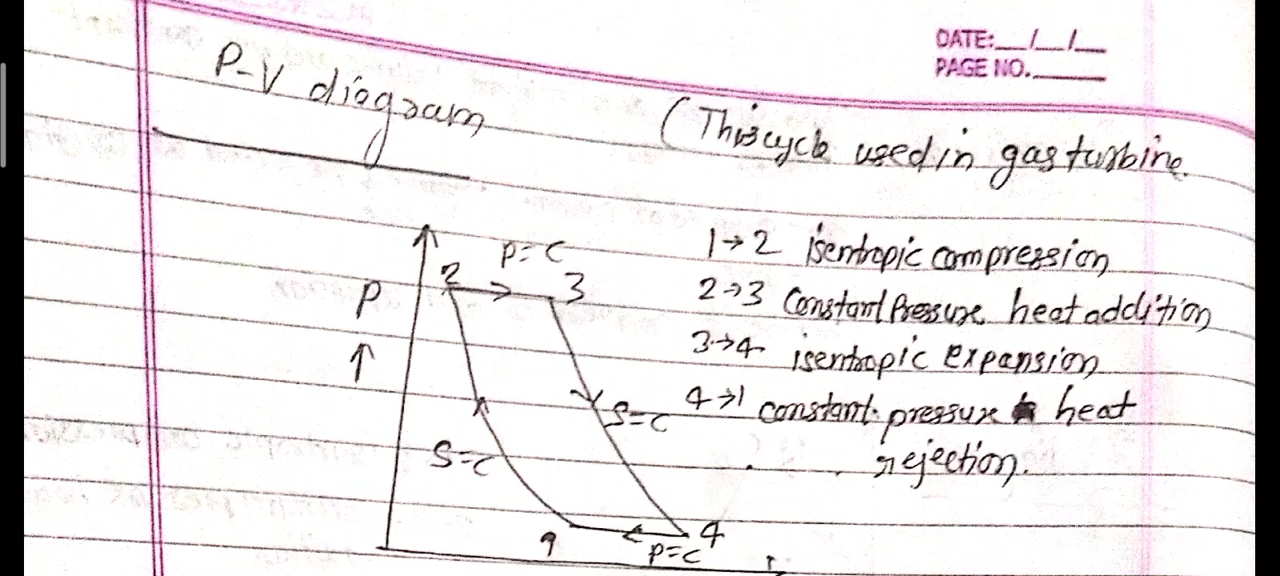 DATE:__/__/__
PAGE NO.______
P-V diagram
(This cycle used in gas turbine.
P=C
1→2 isentropic compression
2 3
P
2→3 Constant Pressure heat addition
↑
3→4 isentropic expansion
S=C
4→1 constant pressure heat
S=C
rejection.
1 4
P=C